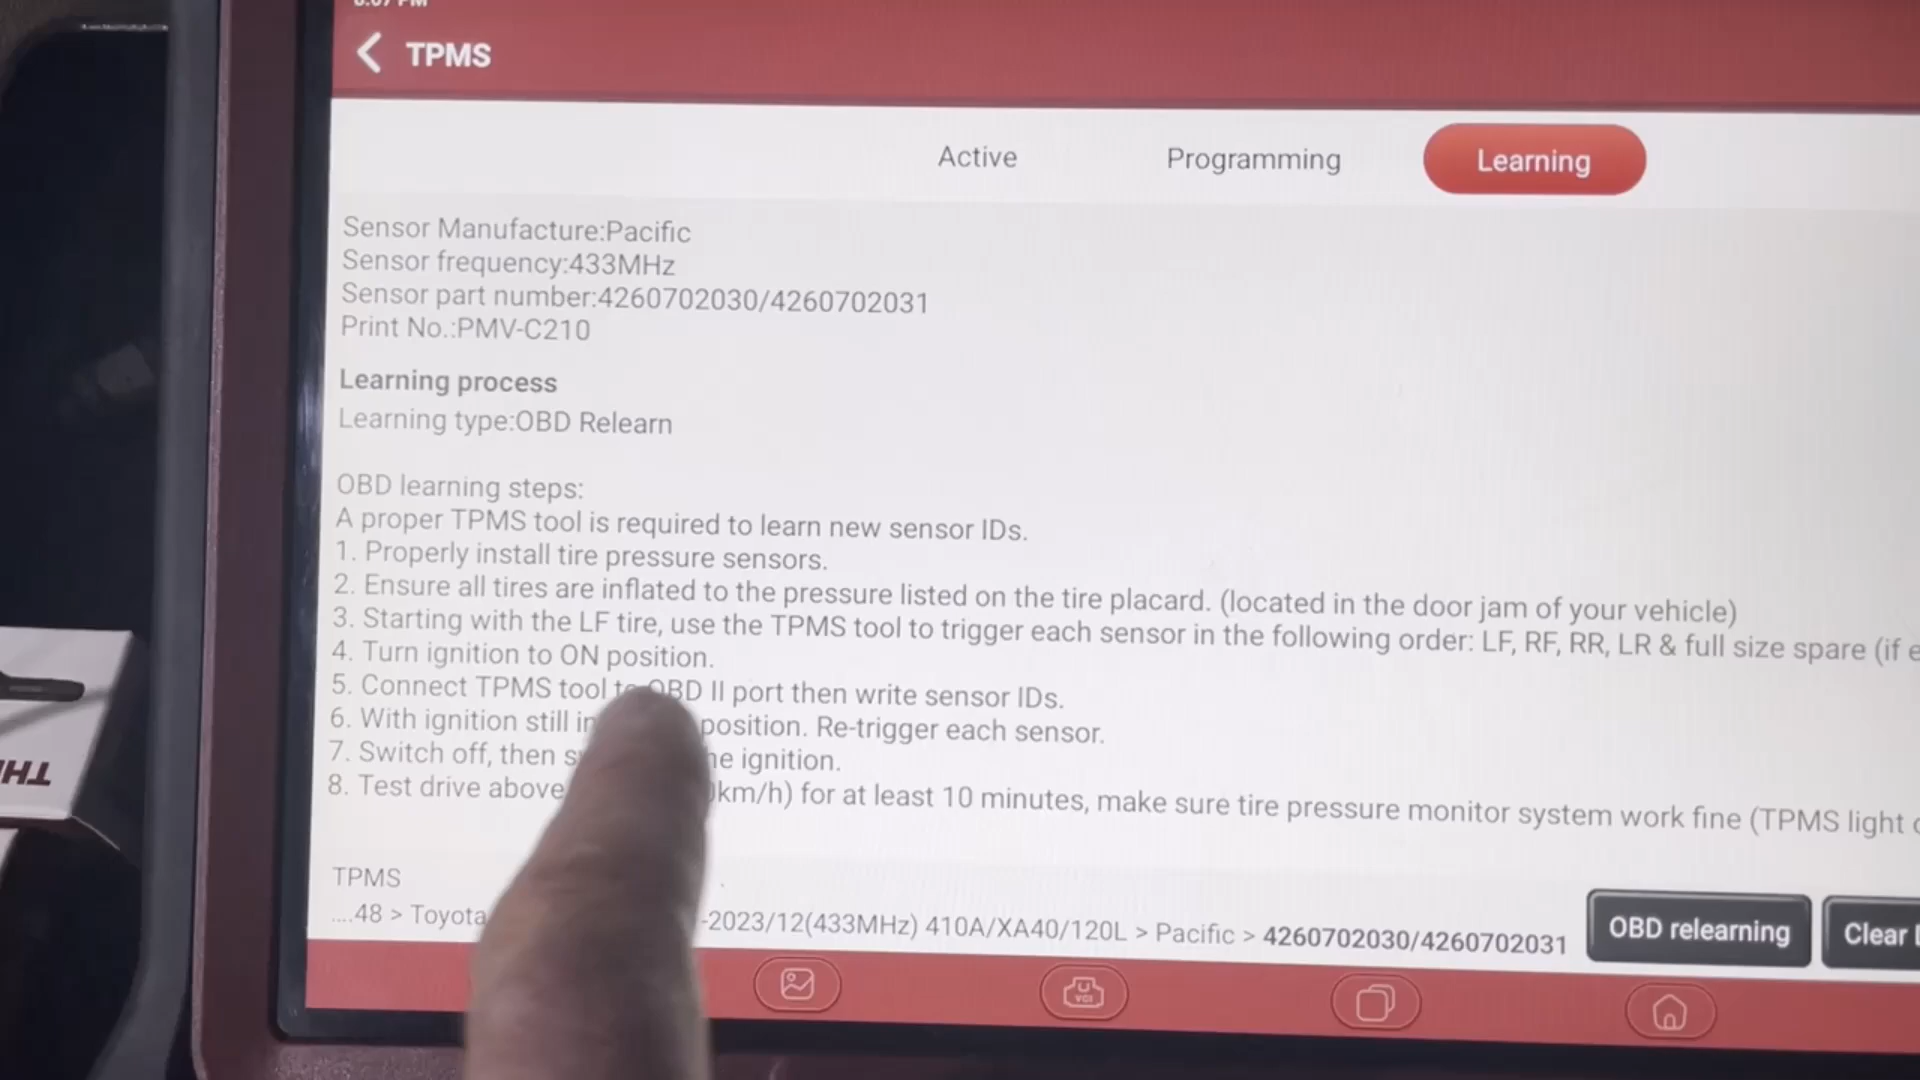 TPMS
Active Programming Learning
Sensor Manufacture:Pacific
Sensor frequency:433MHz
Sensor part number:4260702030/4260702031
Print No.:PMV-C210
Learning process
Learning type:OBD Relearn
OBD learning steps:
A proper TPMS tool is required to learn new sensor IDs.
1. Properly install tire pressure sensors.
2. Ensure all tires are inflated to the pressure listed on the tire placard. (located in the door jam of your vehicle)
3. Starting with the LF tire, use the TPMS tool to trigger each sensor in the following order: LF, RF, RR, LR & full size spare (if
4. Turn ignition to ON position.
5. Connect TPMS tool to OBD II port then write sensor IDs.
6. With ignition still in position. Re-trigger each sensor.
7. Switch off, then ignition.
8. Test drive above km/h) for at least 10 minutes, make sure tire pressure monitor system work fine (TPMS light
TPMS
....48 > Toyota -2023/12(433MHz) 410A/XA40/120L > Pacific > 4260702030/4260702031
OBD relearning
Clear
VCI